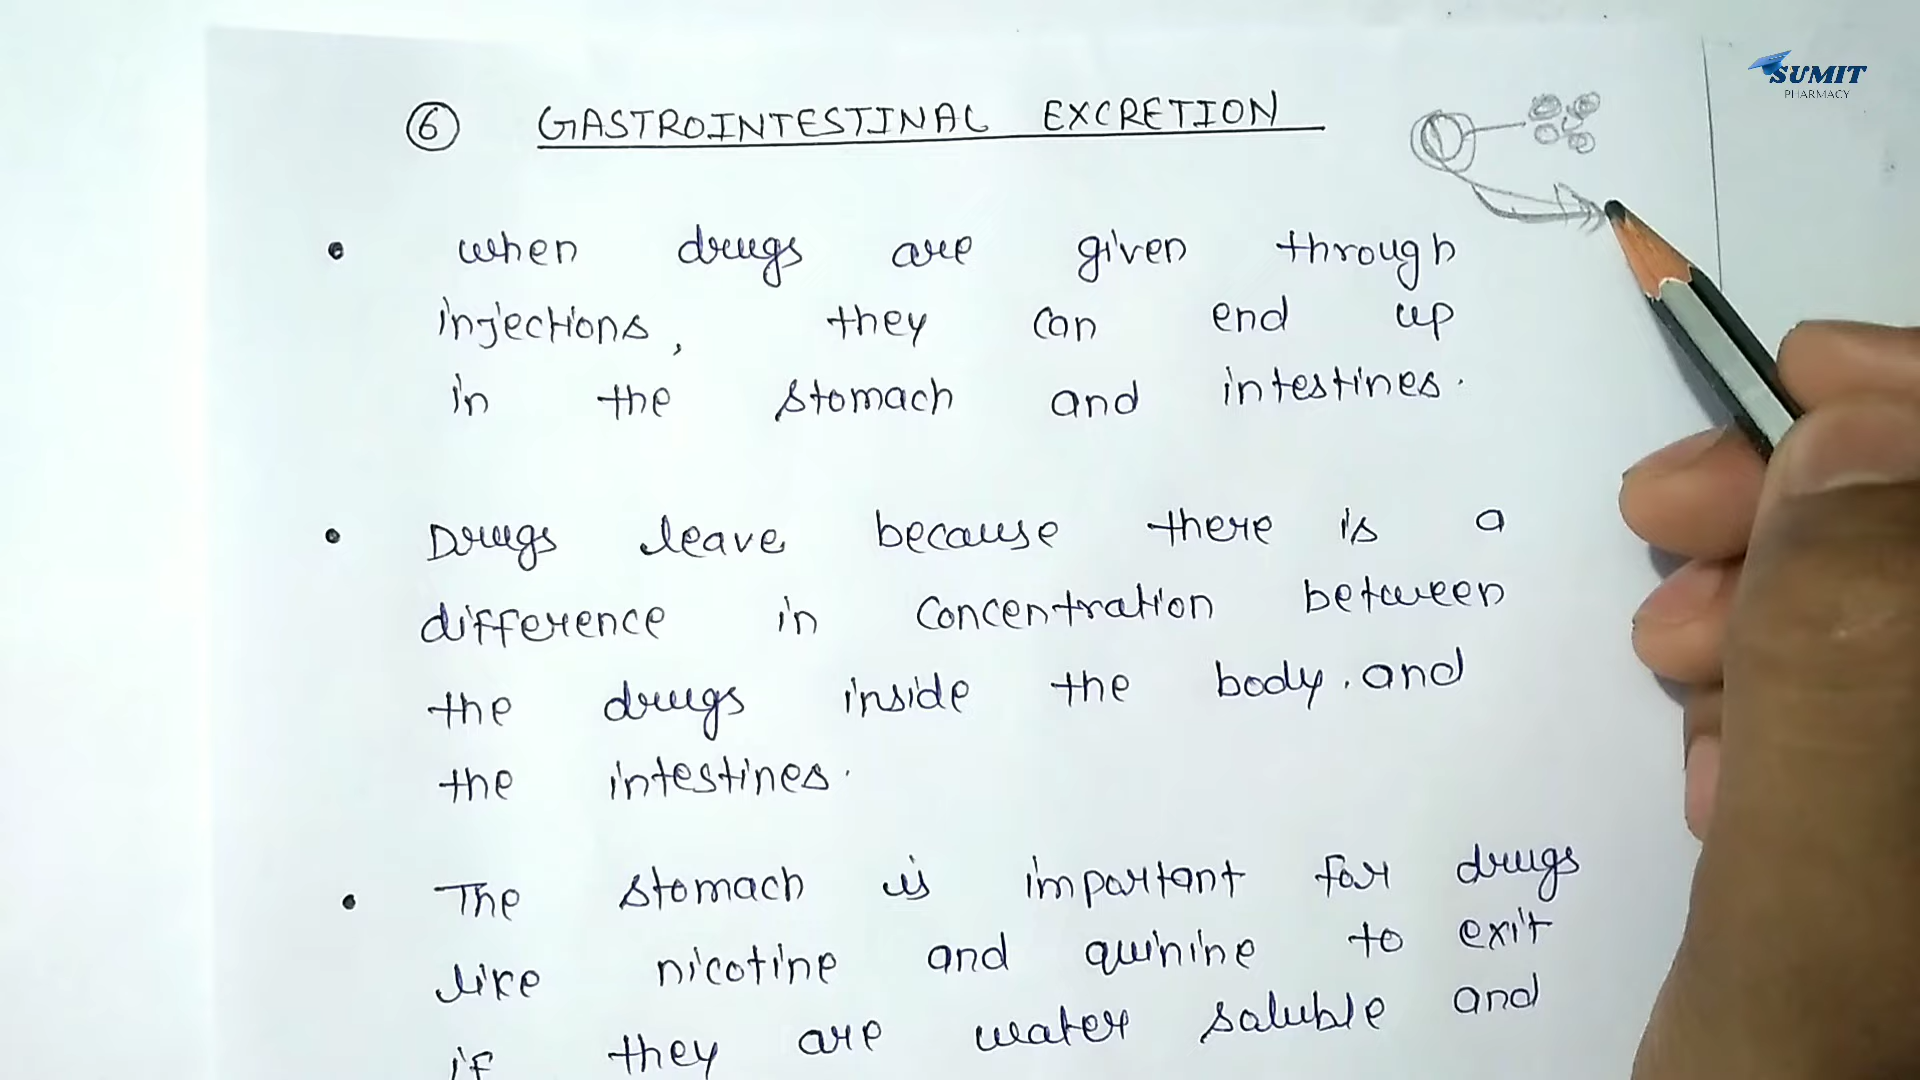 SUMIT
PHARMACY
6 GASTROINTESTINAL EXCRETION
• when drugs are given through
injections, they can end up
in the stomach and intestines.
• Drugs leave because there is a
difference in concentration between
the drugs inside the body. and
the intestines.
• The stomach is important for drugs
like nicotine and quinine to exit
if they are water saluble and